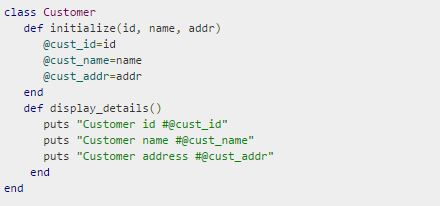 class Customer
   def initialize(id, name, addr)
      @cust_id=id
      @cust_name=name
      @cust_addr=addr
   end
   def display_details()
      puts "Customer id #@cust_id"
      puts "Customer name #@cust_name"
      puts "Customer address #@cust_addr"
    end
end